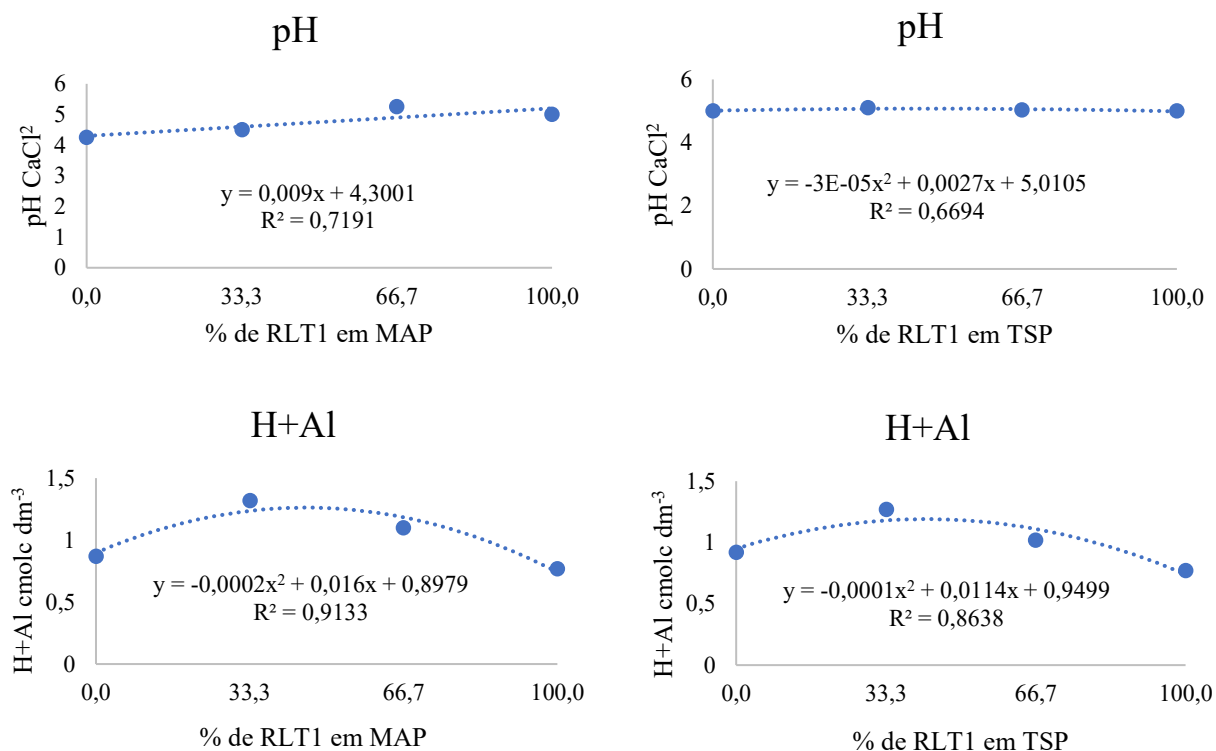 pH
6
5
4
3
2
1
0
pH CaCl²
y = 0,009x + 4,3001
R² = 0,7191
0,0 33,3 66,7 100,0
% de RLT1 em MAP
pH
6
4
2
0
pH CaCl²
y = -3E-05x² + 0,0027x + 5,0105
R² = 0,6694
0,0 33,3 66,7 100,0
% de RLT1 em TSP
H+Al
1,5
1
0,5
0
H+Al cmolc dm⁻³
y = -0,0002x² + 0,016x + 0,8979
R² = 0,9133
0,0 33,3 66,7 100,0
% de RLT1 em MAP
H+Al
1,5
1
0,5
0
H+Al cmolc dm⁻³
y = -0,0001x² + 0,0114x + 0,9499
R² = 0,8638
0,0 33,3 66,7 100,0
% de RLT1 em TSP